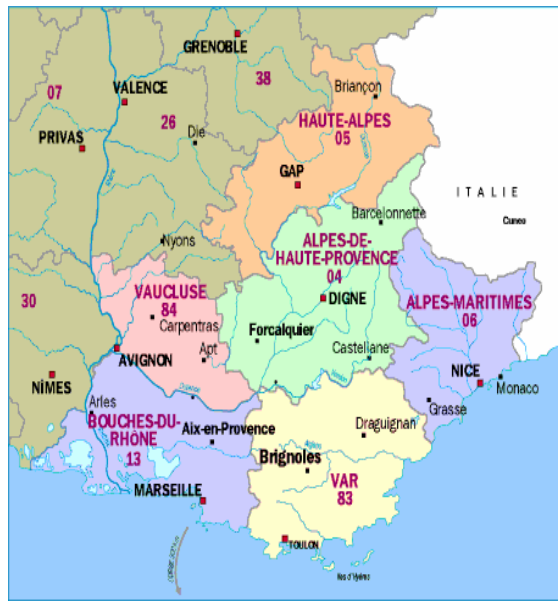 GRENOBLE
38
07
VALENCE
26
PRIVAS
Die
Briançon
HAUTE-ALPES
05
GAP
ITALIE
Barcelonnette
Cuneo
Nyons
ALPES-DE-
HAUTE-PROVENCE
04
DIGNE
30
VAUCLUSE
84
Carpentras
ALPES-MARITIMES
06
Forcalquier
AVIGNON
Apt
Castellane
NÎMES
NICE
Monaco
Arles
Grasse
BOUCHES-DU-
RHÔNE
13
Aix-en-Provence
Draguignan
Brignoles
VAR
83
MARSEILLE
TOULON
Iles d'Hyères